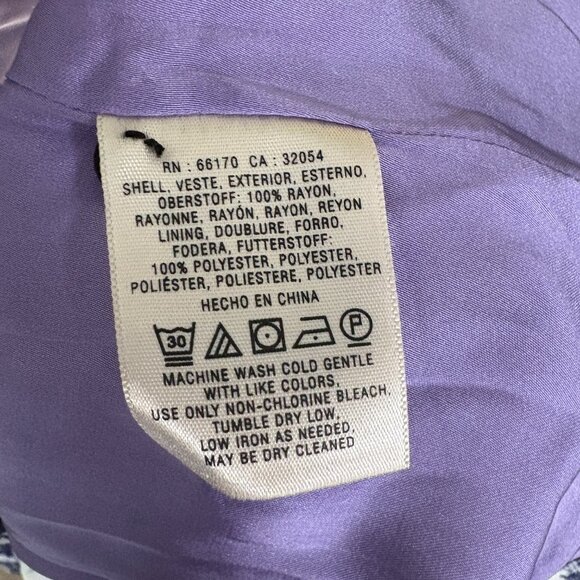 RN : 66170 CA : 32054
SHELL, VESTE, EXTERIOR, ESTERNO,
OBERSTOFF: 100% RAYON,
RAYONNE, RAYÓN, RAYON, REYON
LINING, DOUBLURE, FORRO,
FODERA, FUTTERSTOFF:
100% POLYESTER, POLYESTER,
POLIÉSTER, POLIESTERE, POLYESTER
HECHO EN CHINA
30 P
MACHINE WASH COLD GENTLE
WITH LIKE COLORS,
USE ONLY NON-CHLORINE BLEACH.
TUMBLE DRY LOW,
LOW IRON AS NEEDED,
MAY BE DRY CLEANED